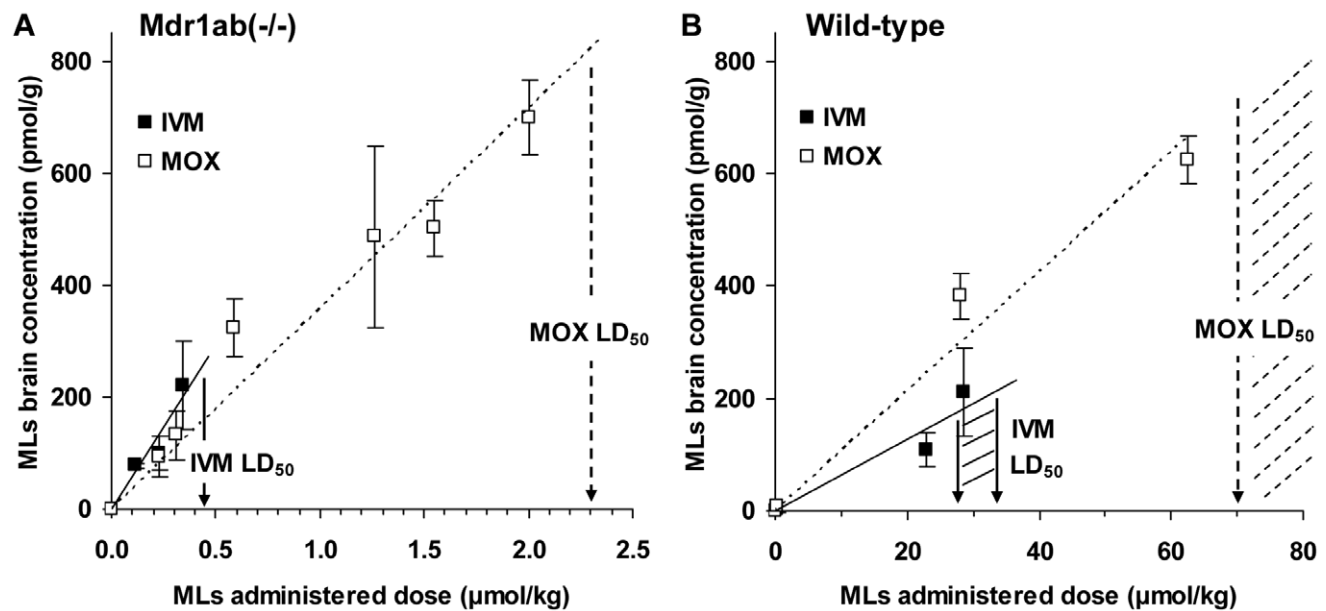 A Mdr1ab(-/-)
MLs brain concentration (pmol/g)
800
600
400
200
0
IVM
MOX
IVM LD₅₀
MOX LD₅₀
0.0 0.5 1.0 1.5 2.0 2.5
MLs administered dose (µmol/kg)
B Wild-type
MLs brain concentration (pmol/g)
800
600
400
200
0
IVM
MOX
MOX LD₅₀
IVM
LD₅₀
0 20 40 60 80
MLs administered dose (µmol/kg)